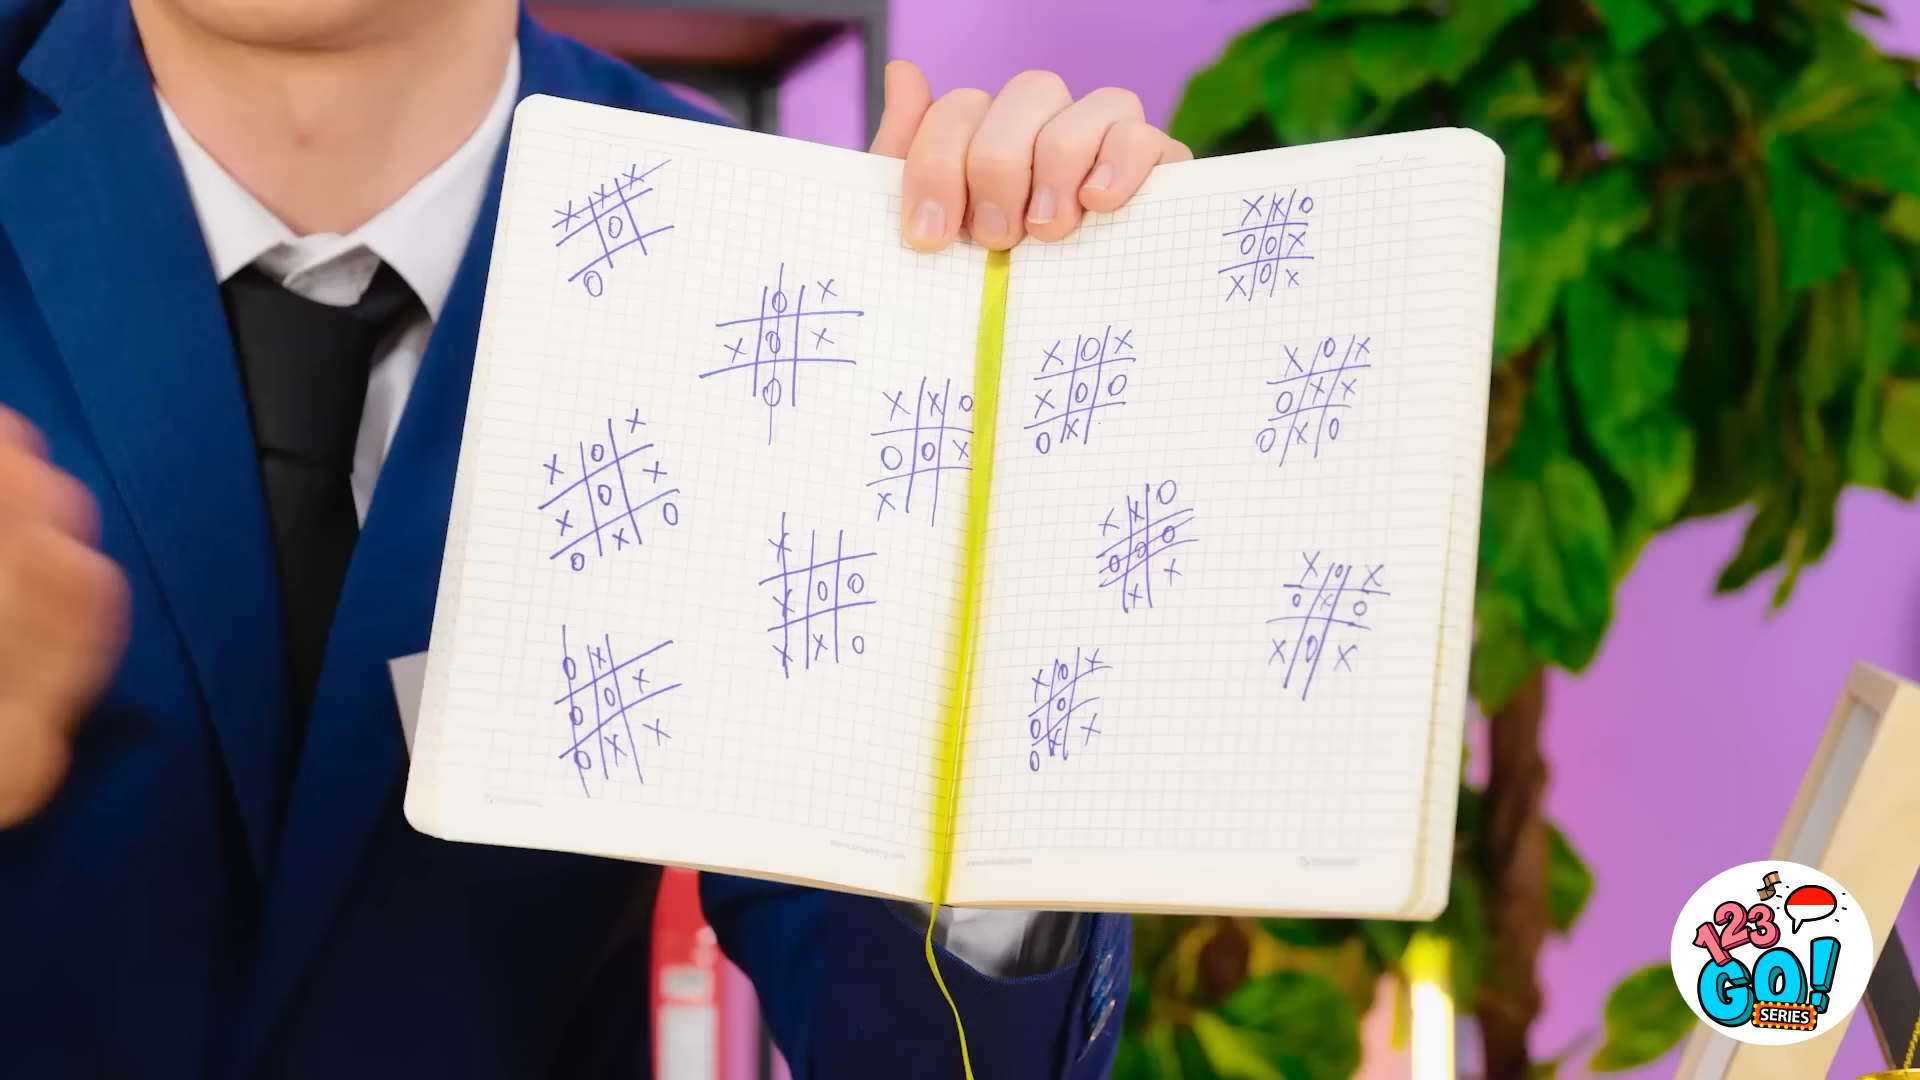 X X X
O
O
O X
X O X
O
X X O
O O X
X
X O X
X O X
O X O
X
X O O
X X O
O X
O O X
O X X
X X O
O O X
X O X
X O X
X O O
O X
X O X
O X X
O X O
X X O
O O O
X X
X O X
O X O
X O X
X O X
O O
O X X
123
GO!
SERIES